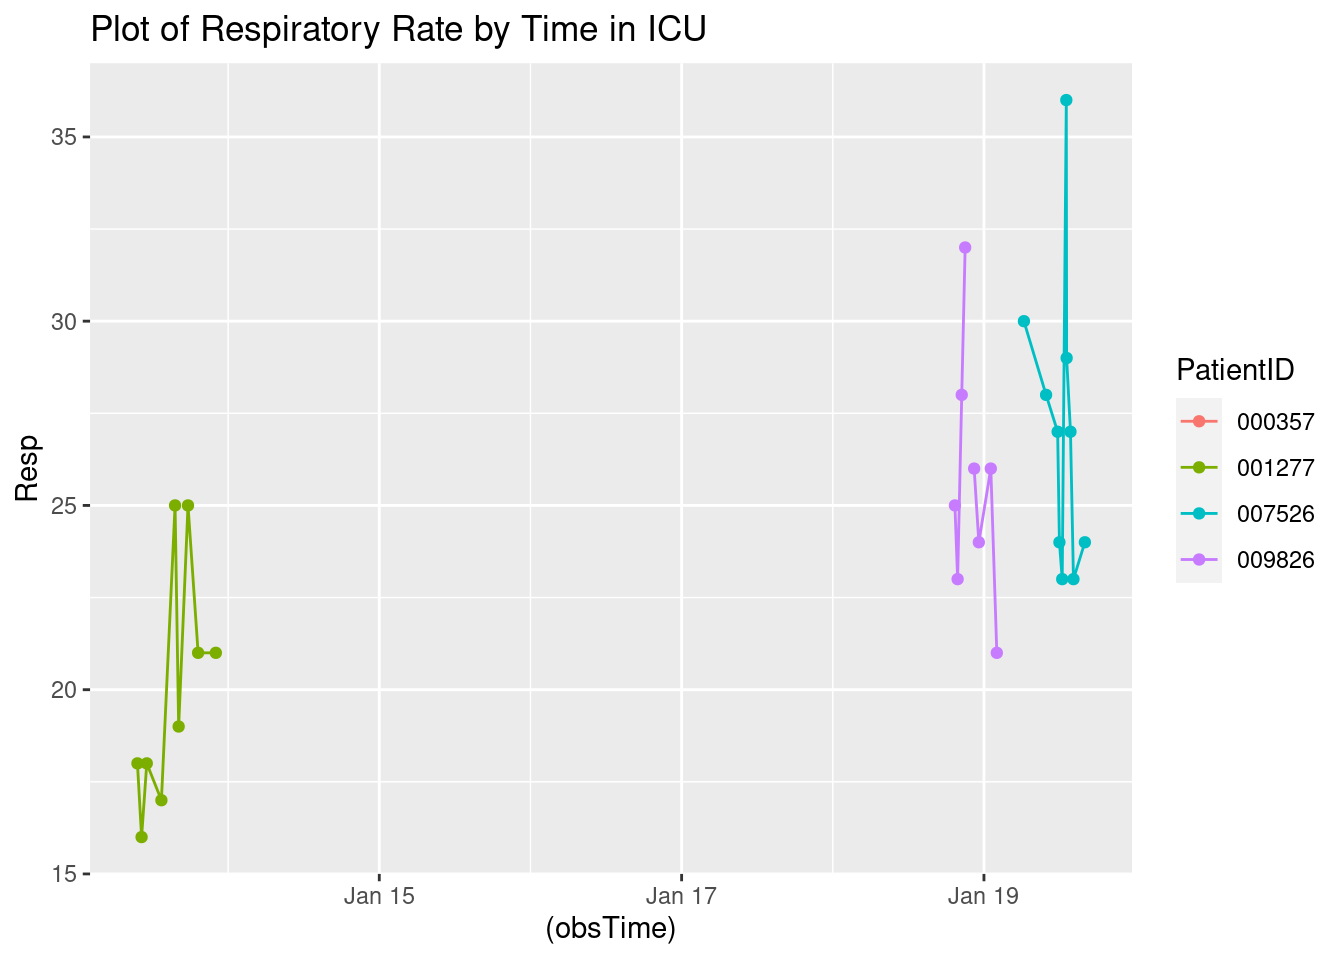 Plot of Respiratory Rate by Time in ICU
35
30
25
20
15
Resp
Jan 15
Jan 17
Jan 19
(obsTime)
PatientID
000357
001277
007526
009826